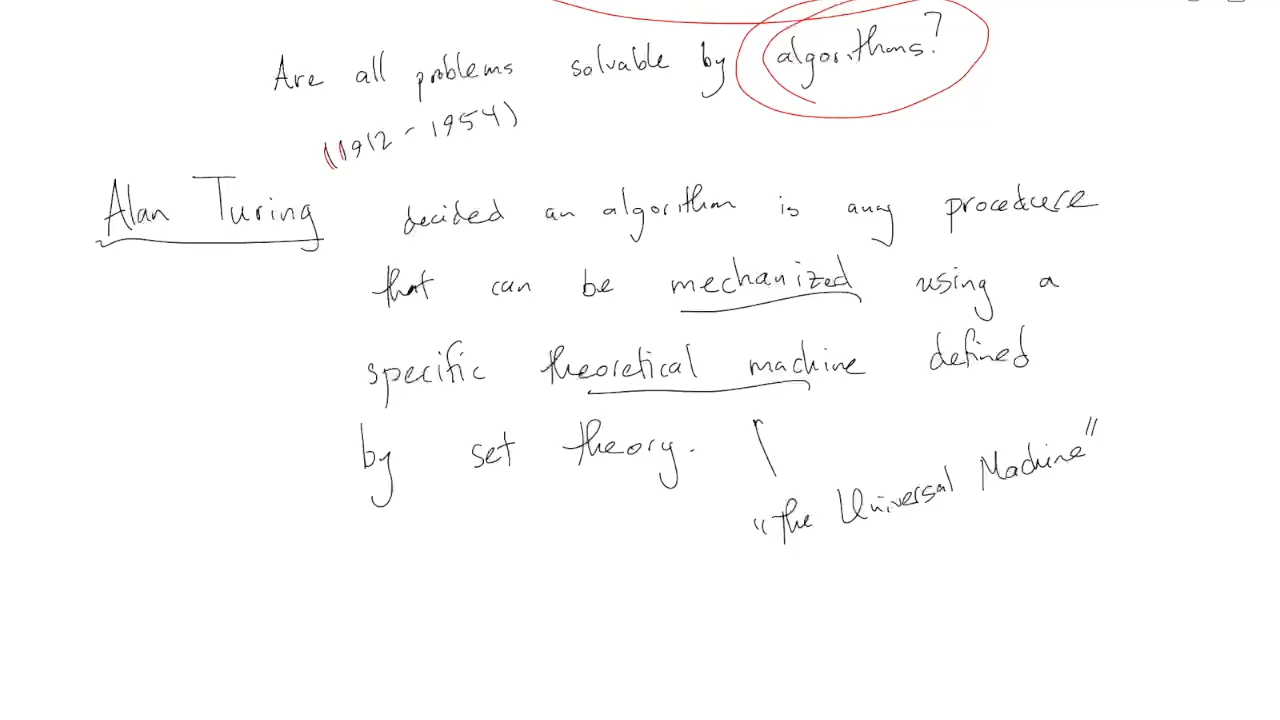 Are all problems solvable by algorithms?
(1912 - 1954)
Alan Turing decided an algorithm is any procedure
that can be mechanized using a
specific theoretical machine defined
by set theory.
"the Universal Machine"